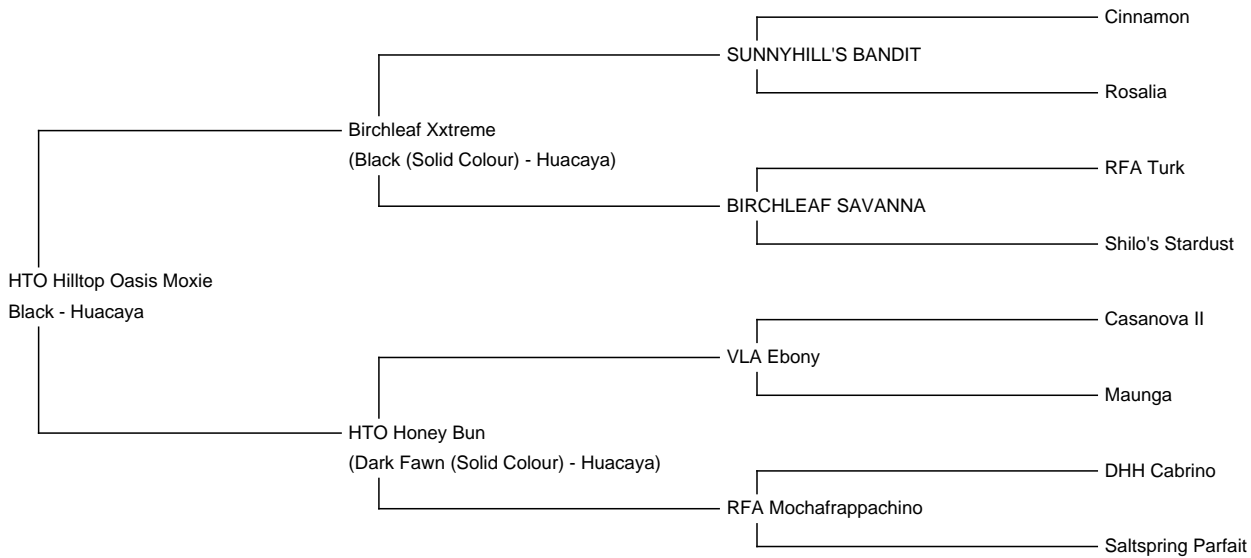 Cinnamon
SUNNYHILL'S BANDIT
Rosalia
Birchleaf Xxtreme
(Black (Solid Colour) - Huacaya)
RFA Turk
BIRCHLEAF SAVANNA
Shilo's Stardust
HTO Hilltop Oasis Moxie
Black - Huacaya
Casanova II
VLA Ebony
Maunga
HTO Honey Bun
(Dark Fawn (Solid Colour) - Huacaya)
DHH Cabrino
RFA Mochafrappachino
Saltspring Parfait